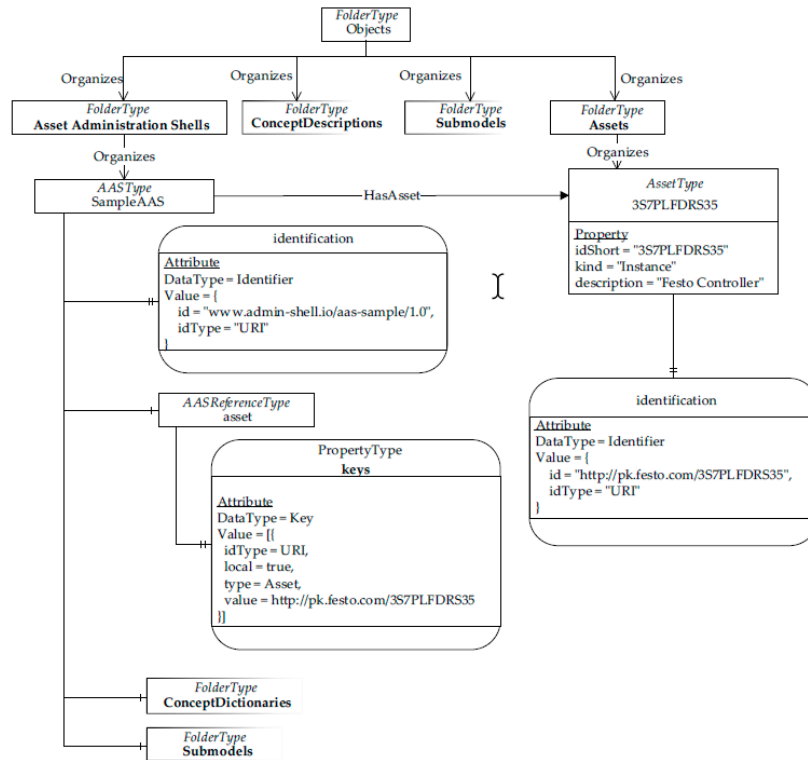 FolderType
Objects
Organizes
Organizes
Organizes
Organizes
FolderType
Asset Administration Shells
FolderType
ConceptDescriptions
FolderType
Submodels
FolderType
Assets
Organizes
Organizes
AASType
SampleAAS
HasAsset
AssetType
3S7PLFDRS35
Property
idShort = "3S7PLFDRS35"
kind = "Instance"
description = "Festo Controller"
identification
Attribute
DataType = Identifier
Value = {
id = "www.admin-shell.io/aas-sample/1.0",
idType = "URI"
}
AASReferenceType
asset
PropertyType
keys
Attribute
DataType = Key
Value = [{
idType = URI,
local = true,
type = Asset,
value = http://pk.festo.com/3S7PLFDRS35
}]
identification
Attribute
DataType = Identifier
Value = {
id = "http://pk.festo.com/3S7PLFDRS35",
idType = "URI"
}
FolderType
ConceptDictionaries
FolderType
Submodels